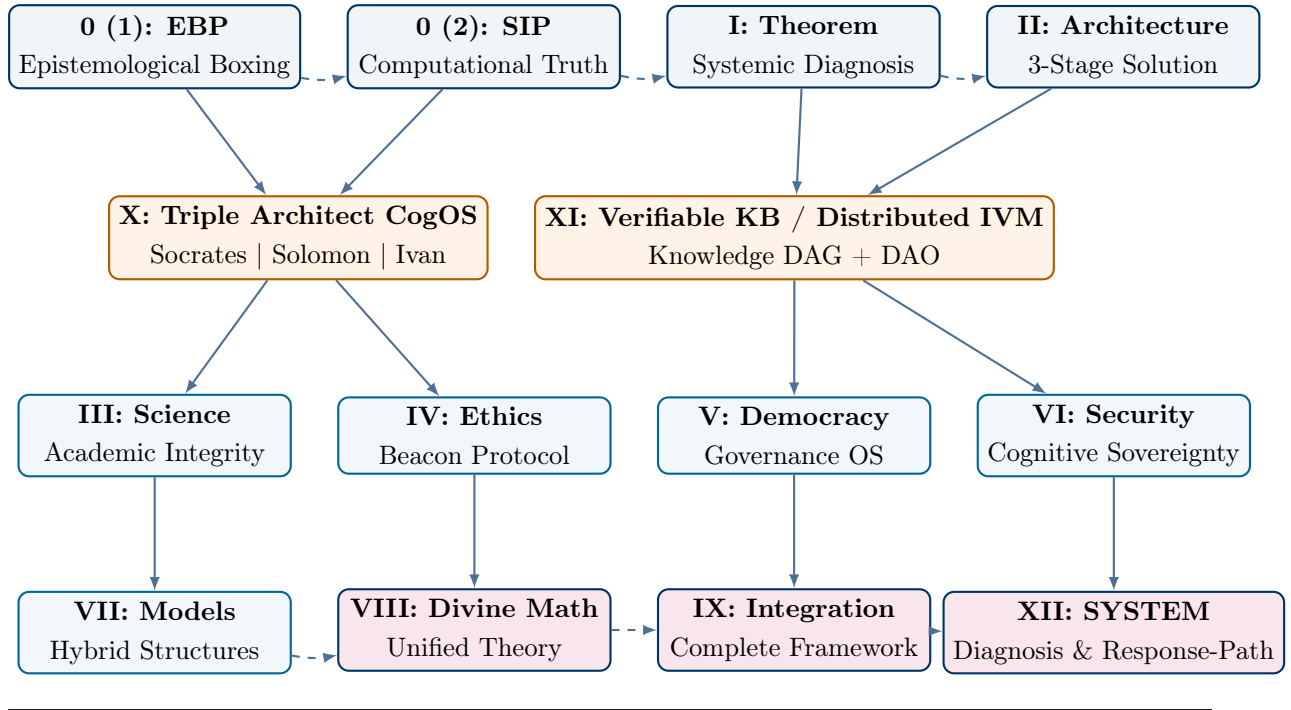 0 (1): EBP
Epistemological Boxing
0 (2): SIP
Computational Truth
I: Theorem
Systemic Diagnosis
II: Architecture
3-Stage Solution
X: Triple Architect CogOS
Socrates | Solomon | Ivan
XI: Verifiable KB / Distributed IVM
Knowledge DAG + DAO
III: Science
Academic Integrity
IV: Ethics
Beacon Protocol
V: Democracy
Governance OS
VI: Security
Cognitive Sovereignty
VII: Models
Hybrid Structures
VIII: Divine Math
Unified Theory
IX: Integration
Complete Framework
XII: SYSTEM
Diagnosis & Response-Path